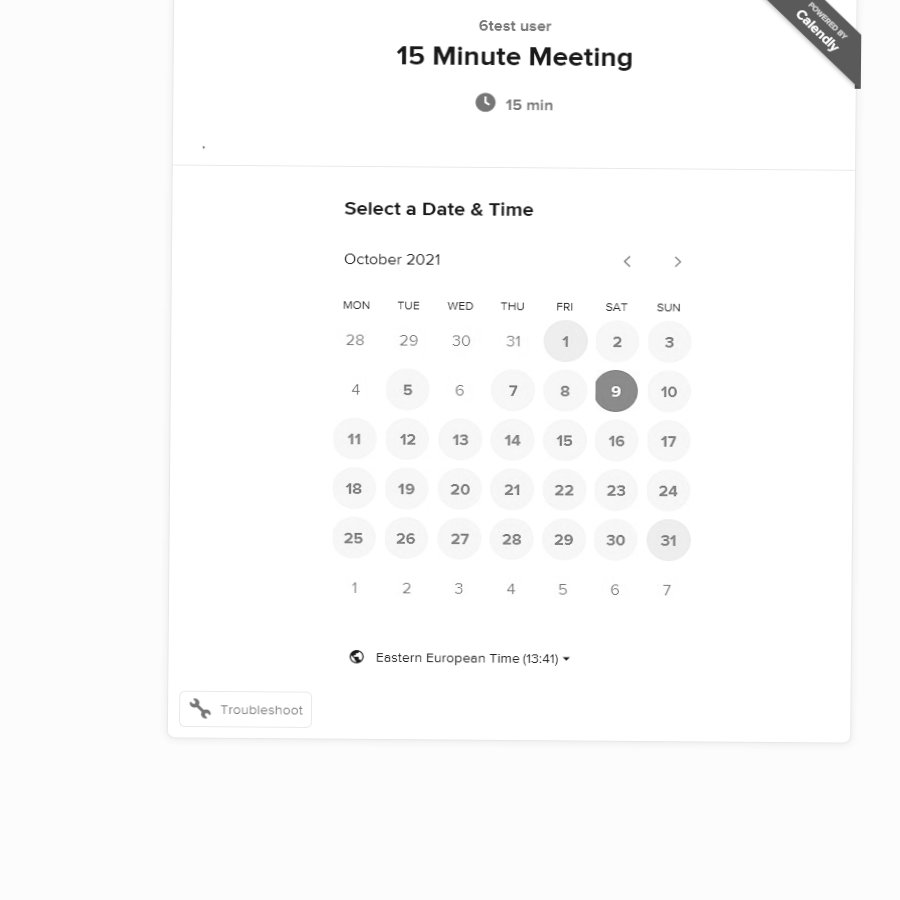 6test user
15 Minute Meeting
15 min
POWERED BY
Calendly
Select a Date & Time
October 2021
MON TUE WED THU FRI SAT SUN
28 29 30 31 1 2 3
4 5 6 7 8 9 10
11 12 13 14 15 16 17
18 19 20 21 22 23 24
25 26 27 28 29 30 31
1 2 3 4 5 6 7
Eastern European Time (13:41)
Troubleshoot